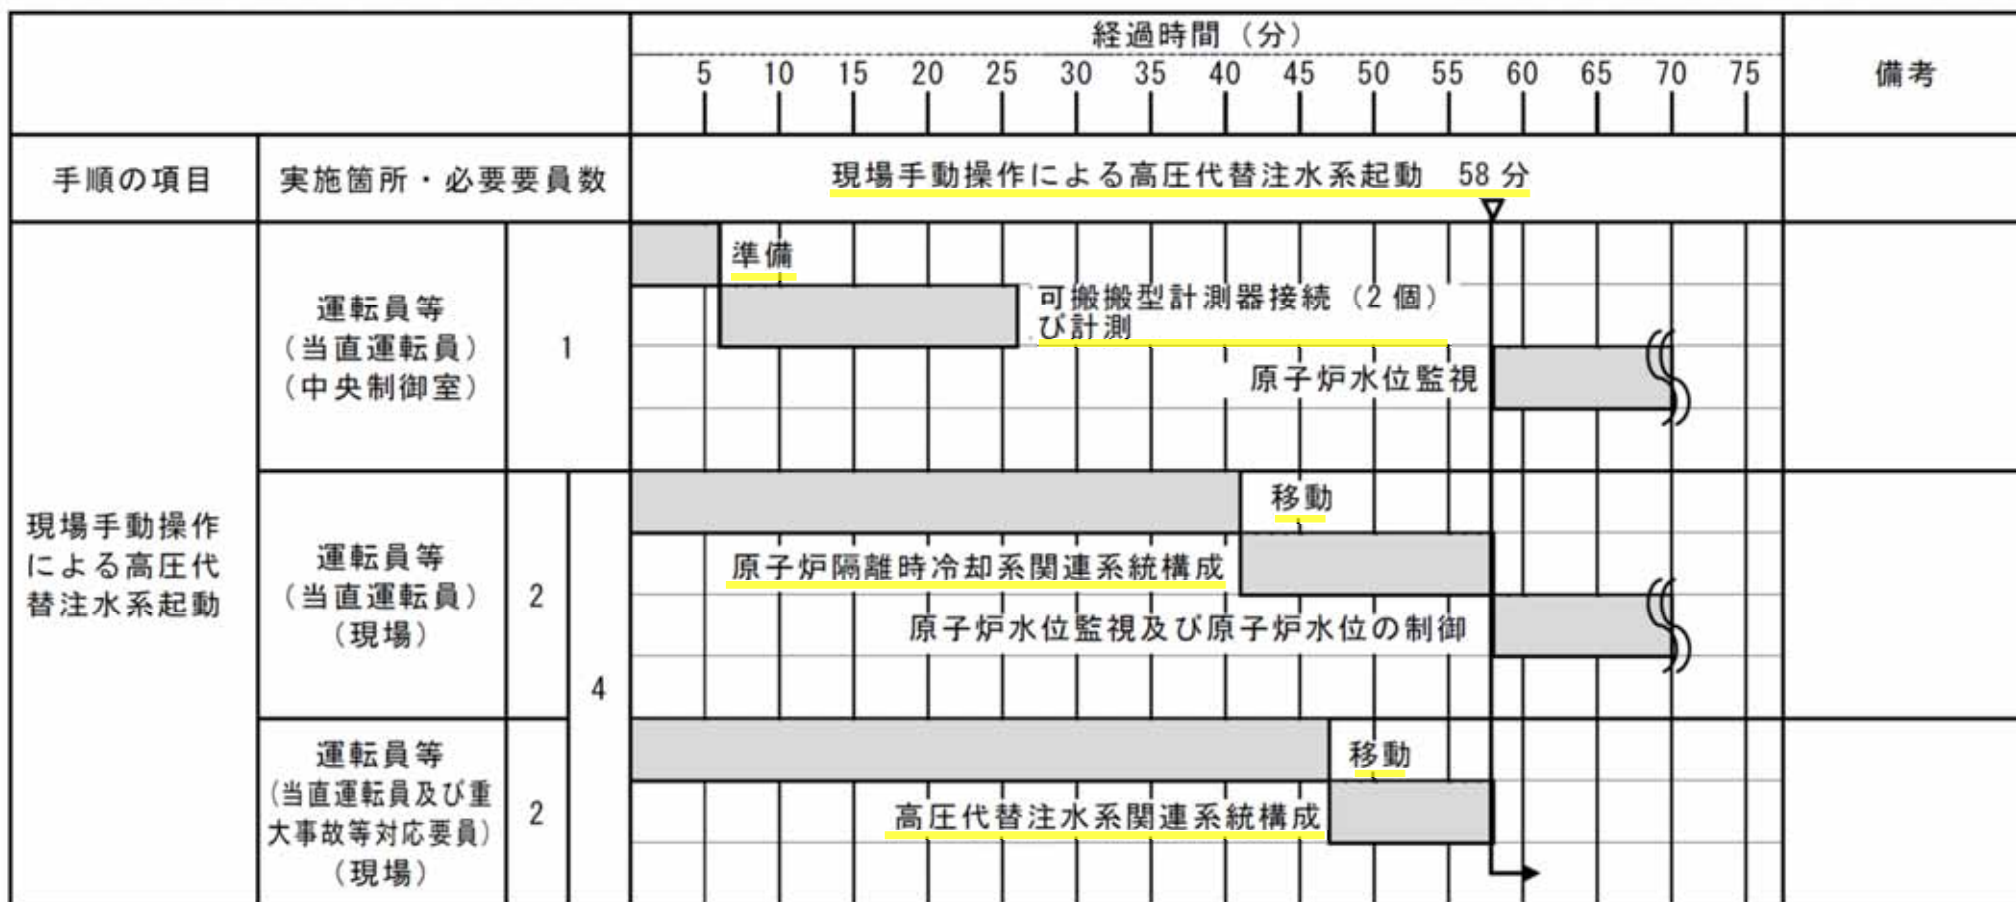 経過時間（分）
5 10 15 20 25 30 35 40 45 50 55 60 65 70 75
備考
手順の項目
実施箇所・必要要員数
現場手動操作による高圧代替注水系起動 58分
現場手動操作
による高圧代
替注水系起動
運転員等
（当直運転員）
（中央制御室）
1
準備
可搬搬型計測器接続（2個）
び計測
原子炉水位監視
運転員等
（当直運転員）
（現場）
2
4
移動
原子炉隔離時冷却系関連系統構成
原子炉水位監視及び原子炉水位の制御
運転員等
（当直運転員及び重
大事故等対応要員）
（現場）
2
移動
高圧代替注水系関連系統構成